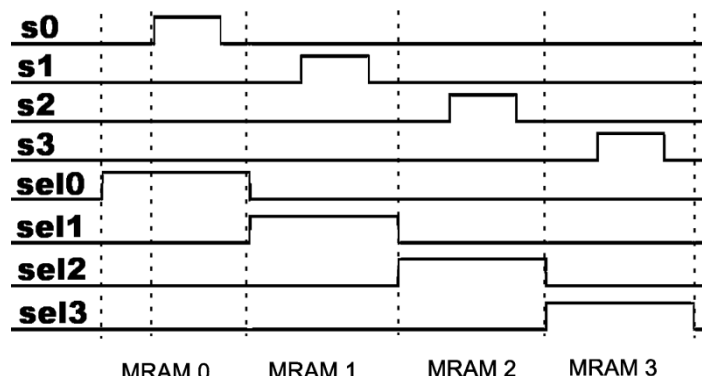 s0
s1
s2
s3
sel0
sel1
sel2
sel3
MRAM 0 MRAM 1 MRAM 2 MRAM 3